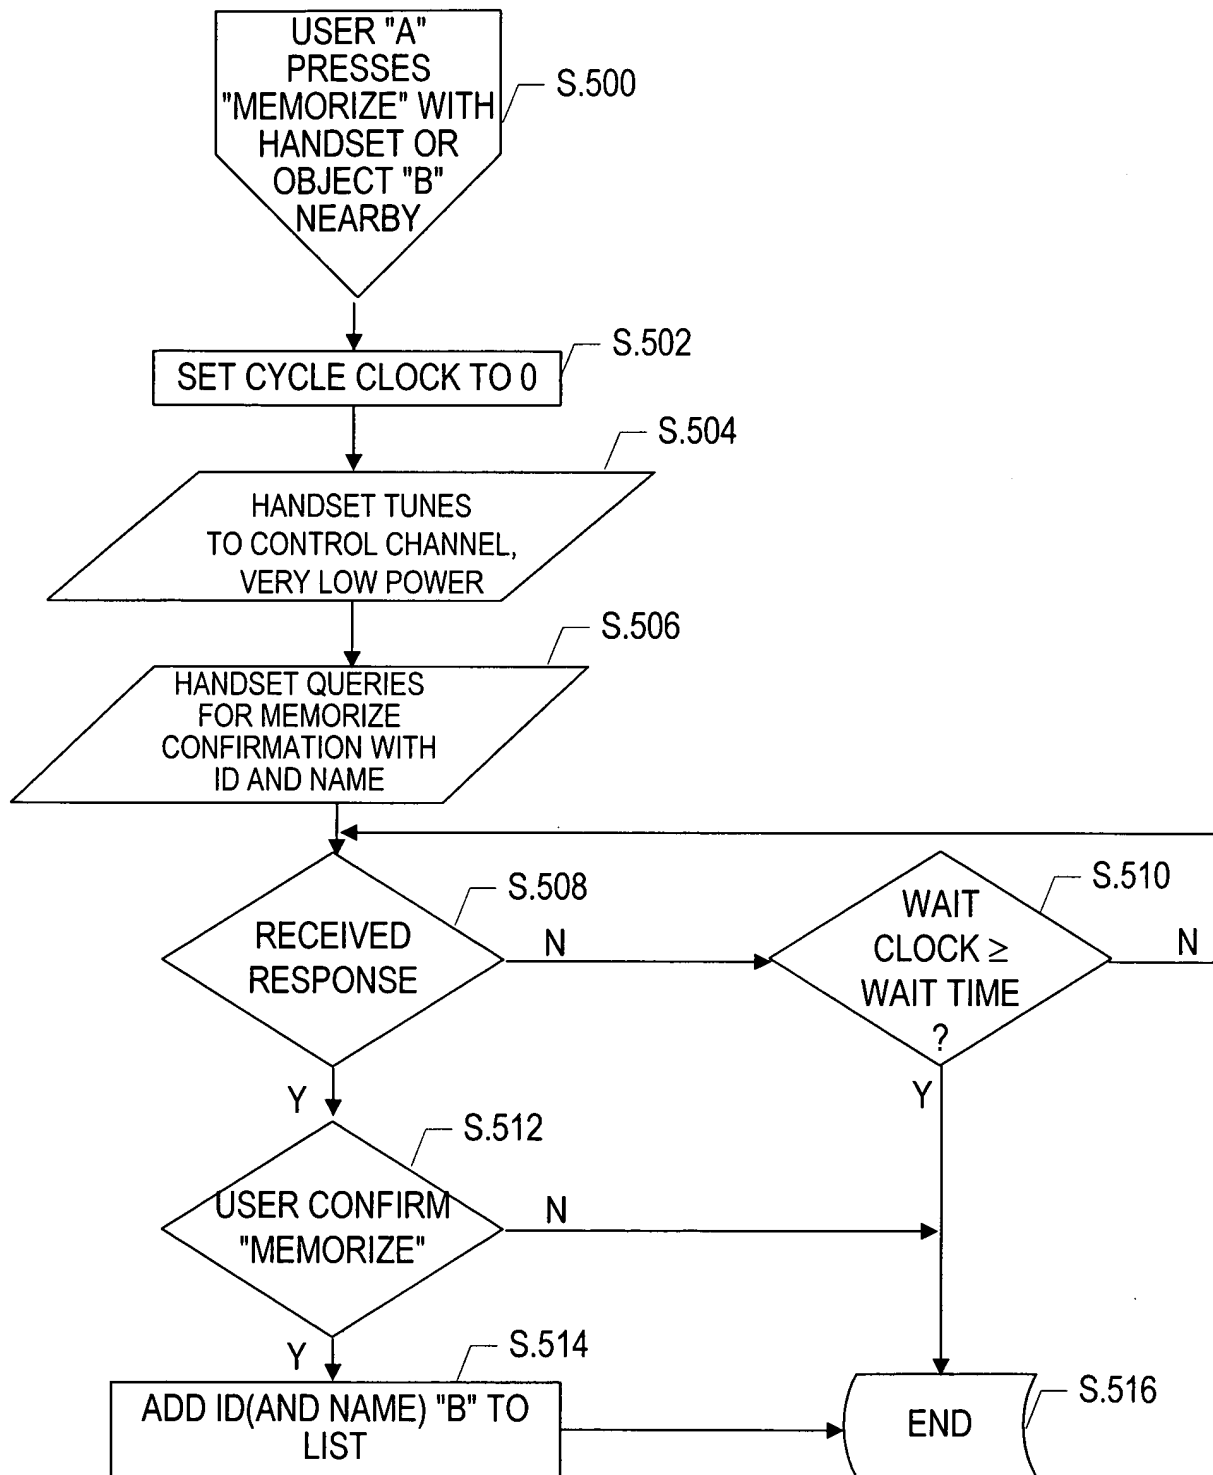 USER "A"
PRESSES
"MEMORIZE" WITH
HANDSET OR
OBJECT "B"
NEARBY
S.500
S.502
SET CYCLE CLOCK TO 0
S.504
HANDSET TUNES
TO CONTROL CHANNEL,
VERY LOW POWER
S.506
HANDSET QUERIES
FOR MEMORIZE
CONFIRMATION WITH
ID AND NAME
S.508
RECEIVED
RESPONSE
N
S.510
WAIT
CLOCK ≥
WAIT TIME
?
N
Y
Y
S.512
USER CONFIRM
"MEMORIZE"
N
Y
S.514
ADD ID(AND NAME) "B" TO
LIST
S.516
END